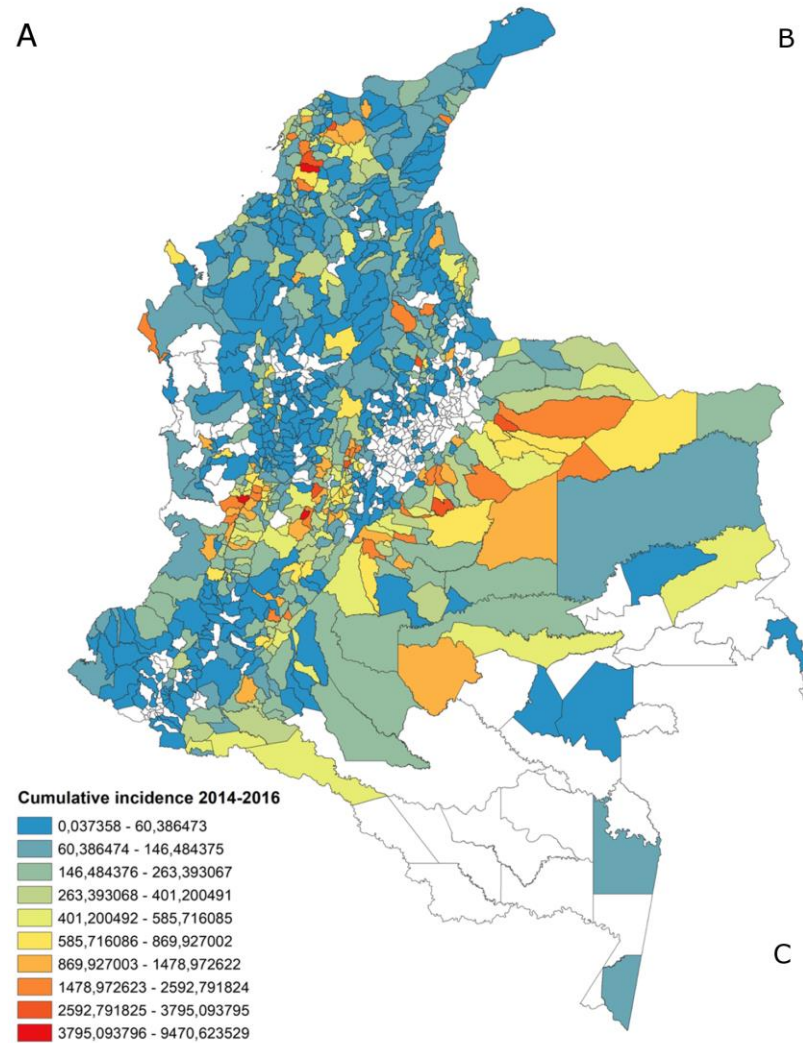 A
B
Cumulative incidence 2014-2016
0,037358 - 60,386473
60,386474 - 146,484375
146,484376 - 263,393067
263,393068 - 401,200491
401,200492 - 585,716085
585,716086 - 869,927002
869,927003 - 1478,972622
1478,972623 - 2592,791824
2592,791825 - 3795,093795
3795,093796 - 9470,623529
C